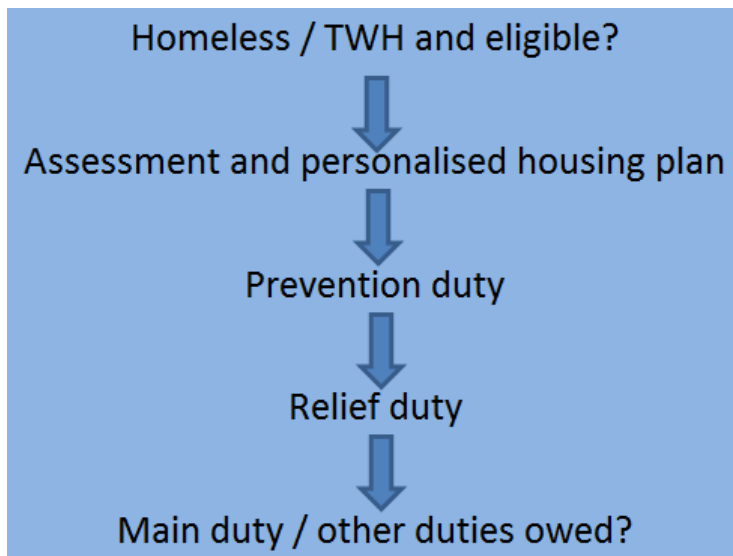 Homeless / TWH and eligible?
Assessment and personalised housing plan
Prevention duty
Relief duty
Main duty / other duties owed?